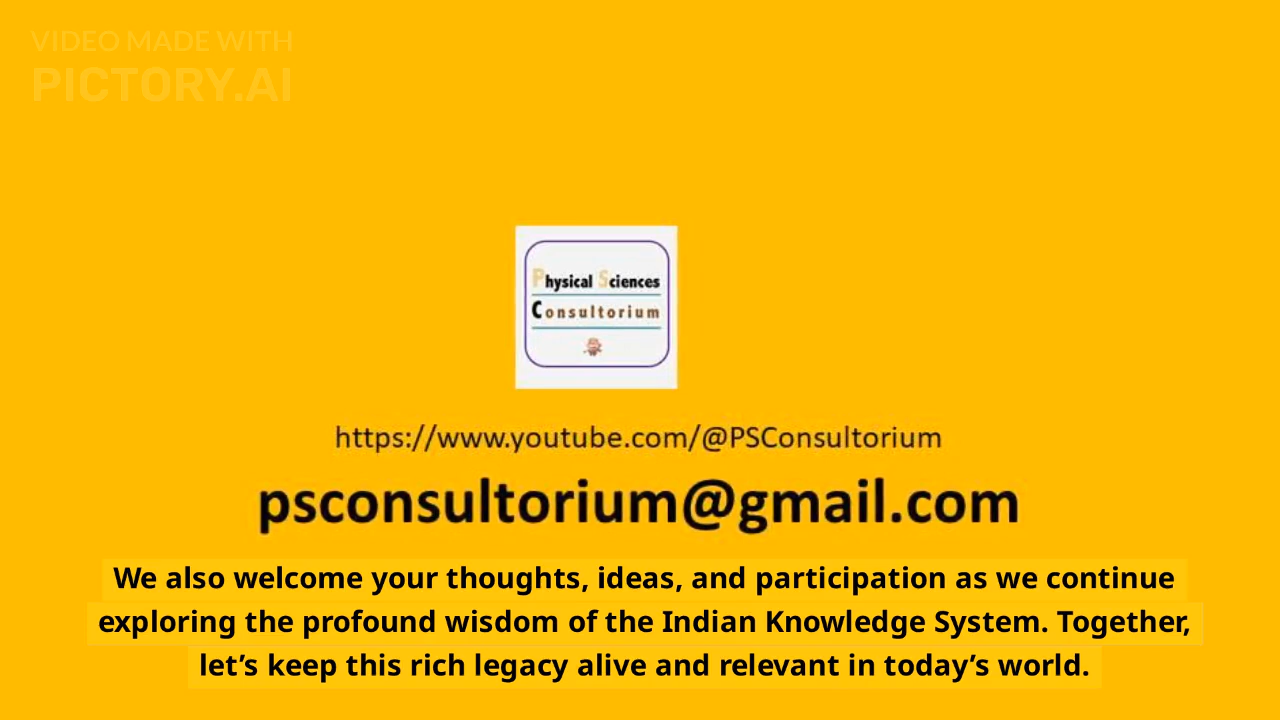 VIDEO MADE WITH
PICTORY.AI
Physical Sciences
Consultorium
https://www.youtube.com/@PSConsultorium
psconsultorium@gmail.com
We also welcome your thoughts, ideas, and participation as we continue
exploring the profound wisdom of the Indian Knowledge System. Together,
let’s keep this rich legacy alive and relevant in today’s world.